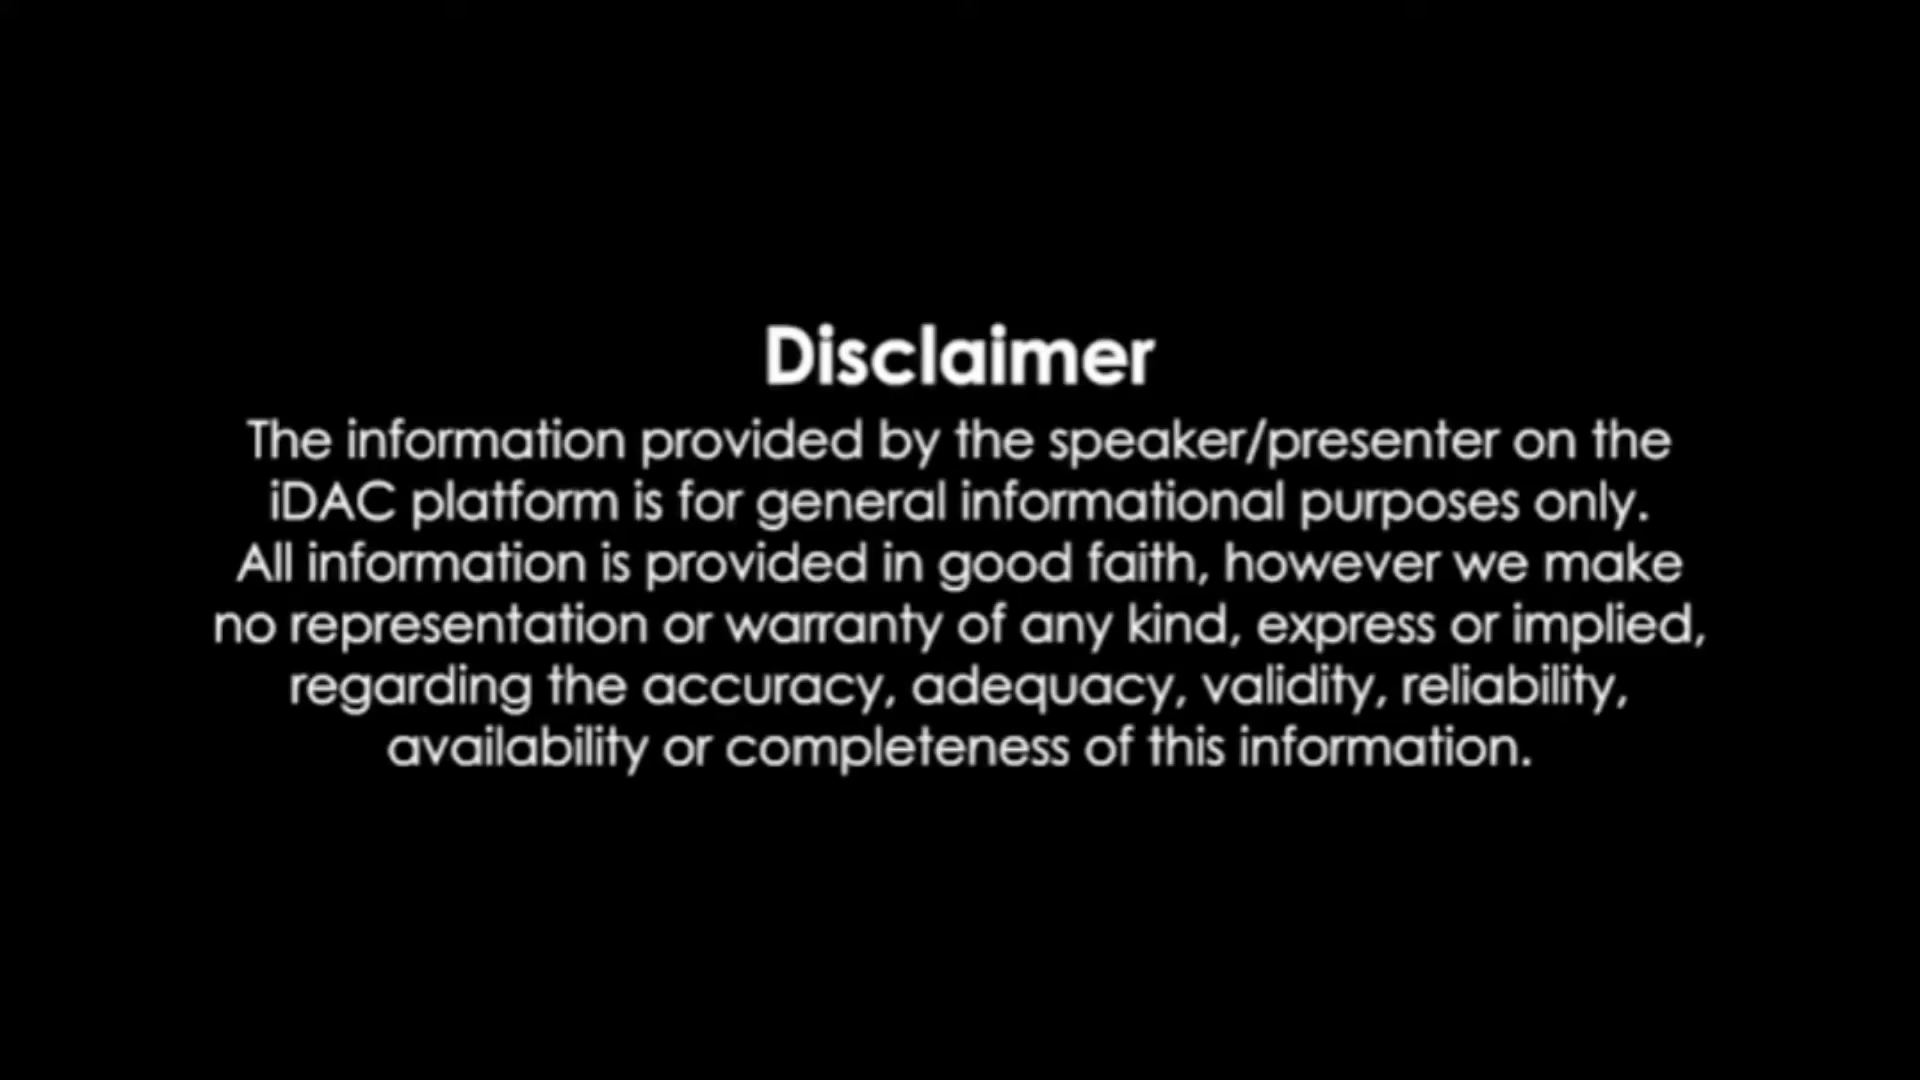 Disclaimer
The information provided by the speaker/presenter on the
iDAC platform is for general informational purposes only.
All information is provided in good faith, however we make
no representation or warranty of any kind, express or implied,
regarding the accuracy, adequacy, validity, reliability,
availability or completeness of this information.